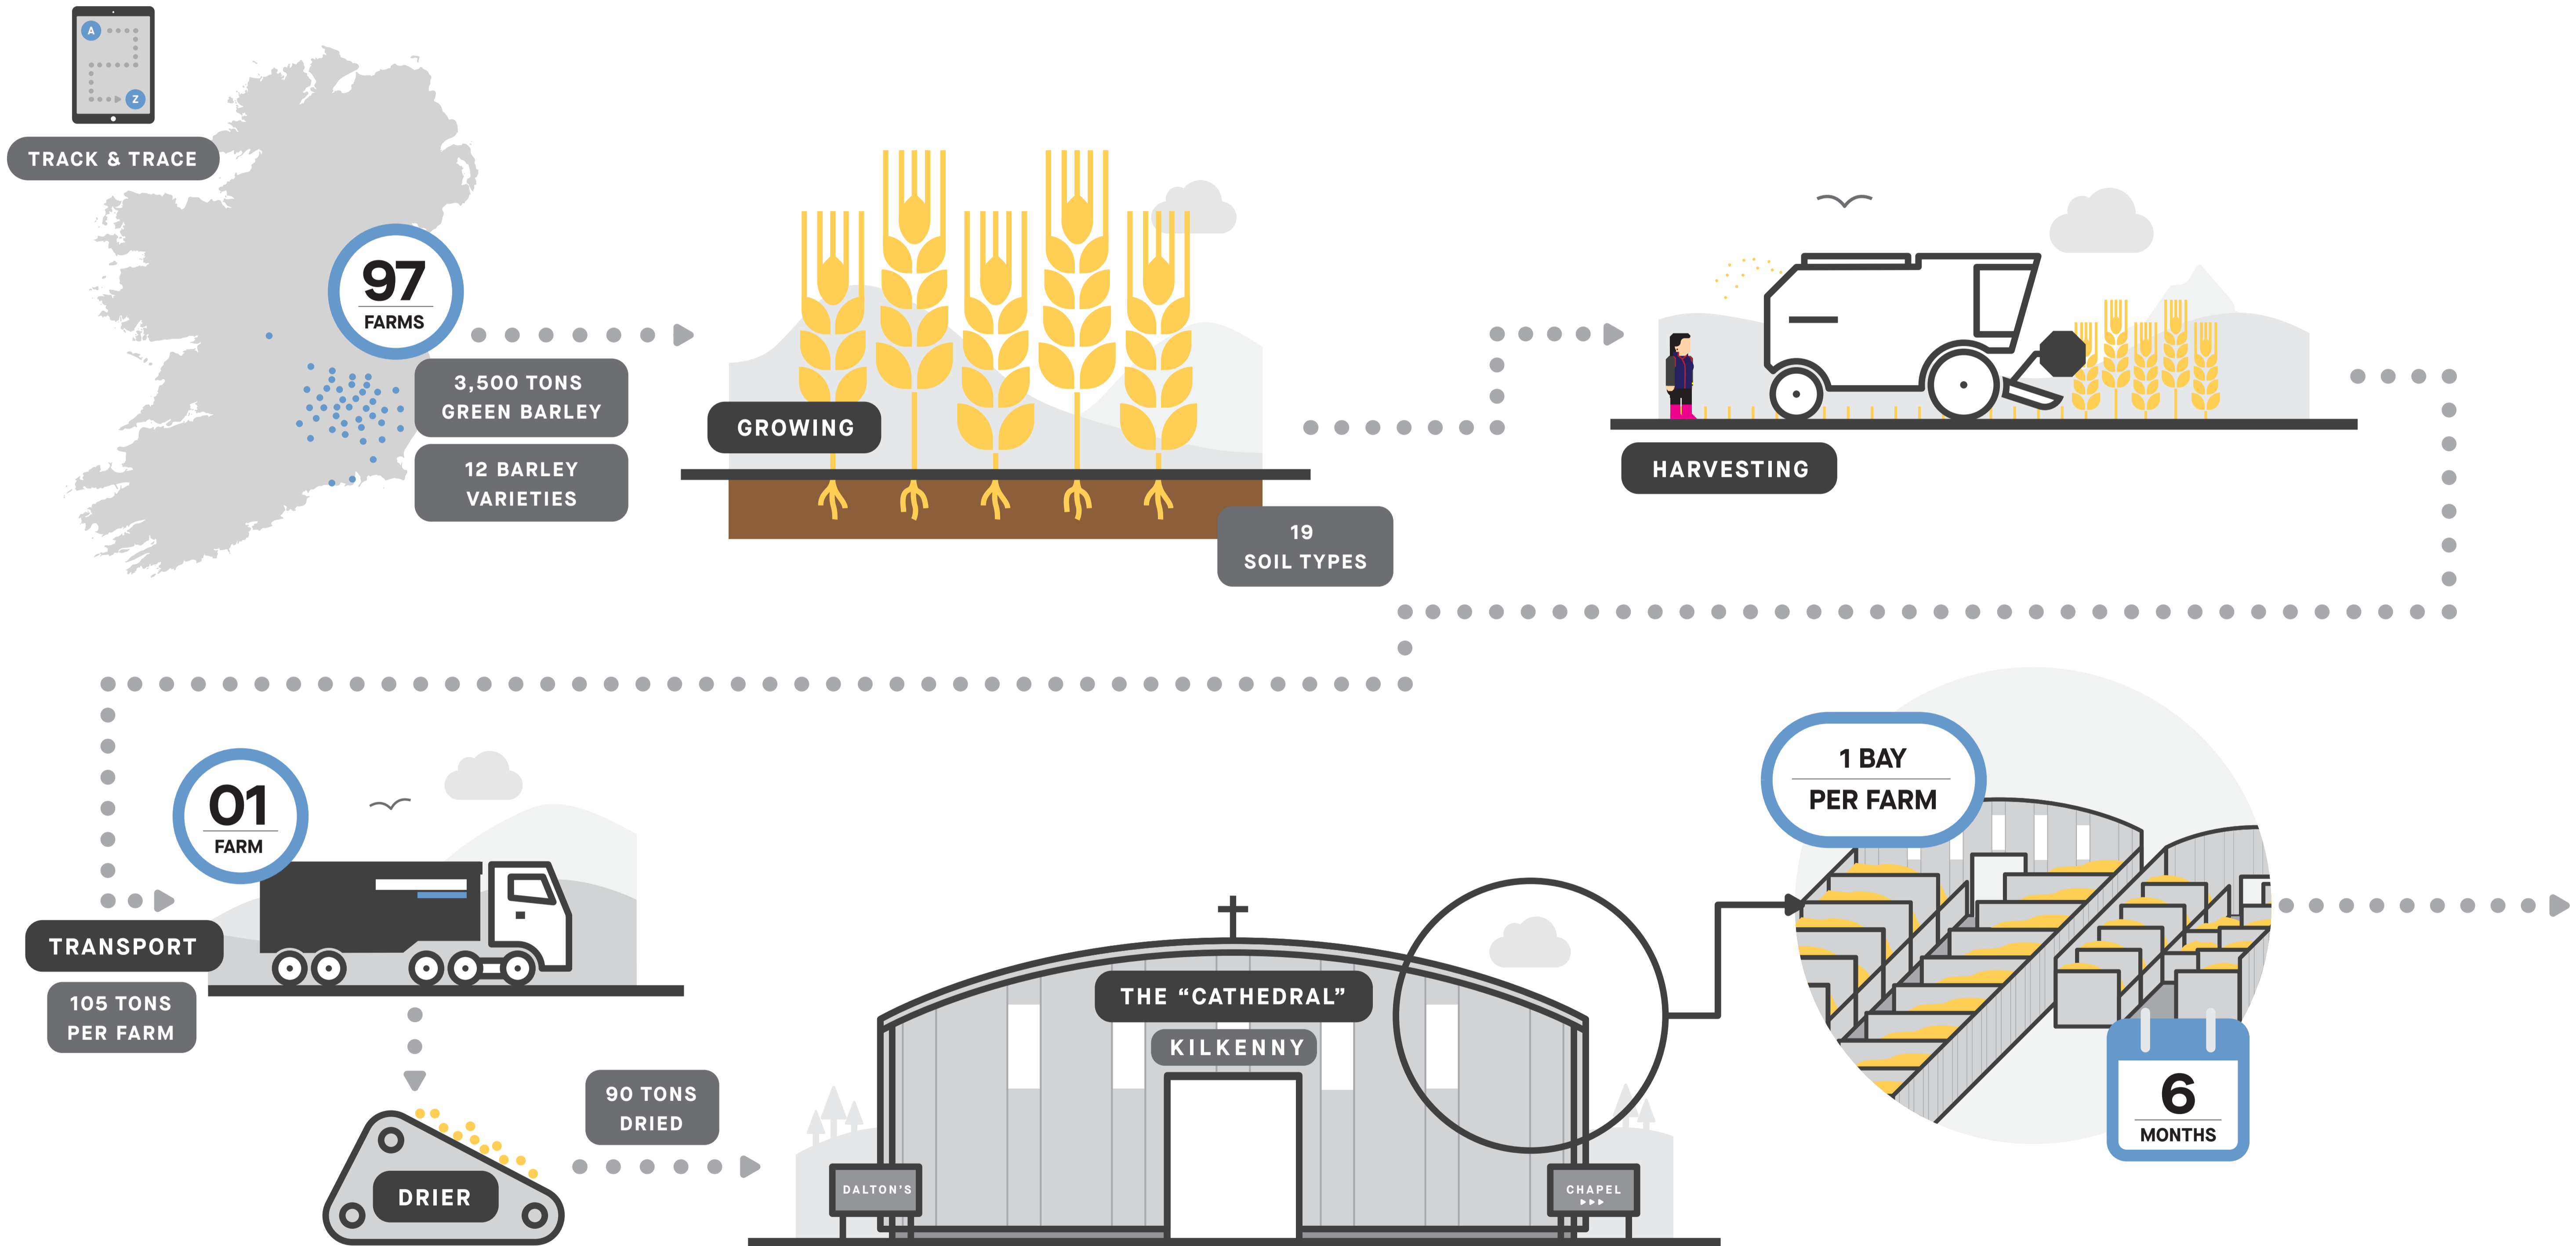 A
Z
TRACK & TRACE
97
FARMS
3,500 TONS
GREEN BARLEY
12 BARLEY
VARIETIES
GROWING
19
SOIL TYPES
HARVESTING
01
FARM
TRANSPORT
105 TONS
PER FARM
DRIER
90 TONS
DRIED
THE “CATHEDRAL”
KILKENNY
DALTON'S
CHAPEL
1 BAY
PER FARM
6
MONTHS